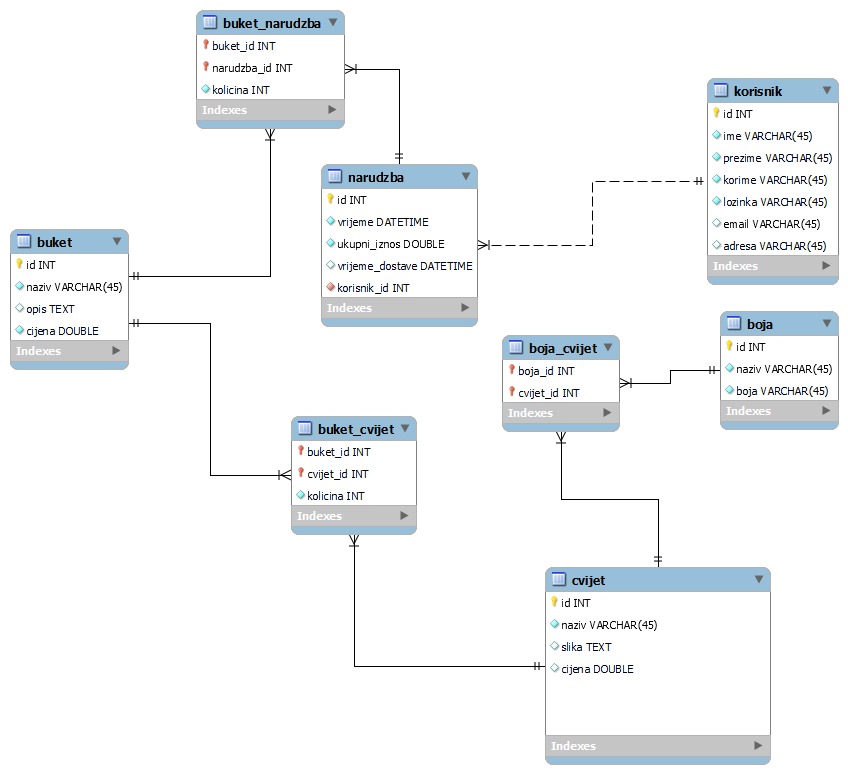 buket_narudzba
buket_id INT
narudzba_id INT
kolicina INT
Indexes
korisnik
id INT
ime VARCHAR(45)
prezime VARCHAR(45)
korime VARCHAR(45)
lozinka VARCHAR(45)
email VARCHAR(45)
adresa VARCHAR(45)
Indexes
narudzba
id INT
vrijeme DATETIME
ukupni_iznos DOUBLE
vrijeme_dostave DATETIME
korisnik_id INT
Indexes
buket
id INT
naziv VARCHAR(45)
opis TEXT
cijena DOUBLE
Indexes
boja
id INT
naziv VARCHAR(45)
boja VARCHAR(45)
Indexes
boja_cvijet
boja_id INT
cvijet_id INT
Indexes
buket_cvijet
buket_id INT
cvijet_id INT
kolicina INT
Indexes
cvijet
id INT
naziv VARCHAR(45)
slika TEXT
cijena DOUBLE
Indexes